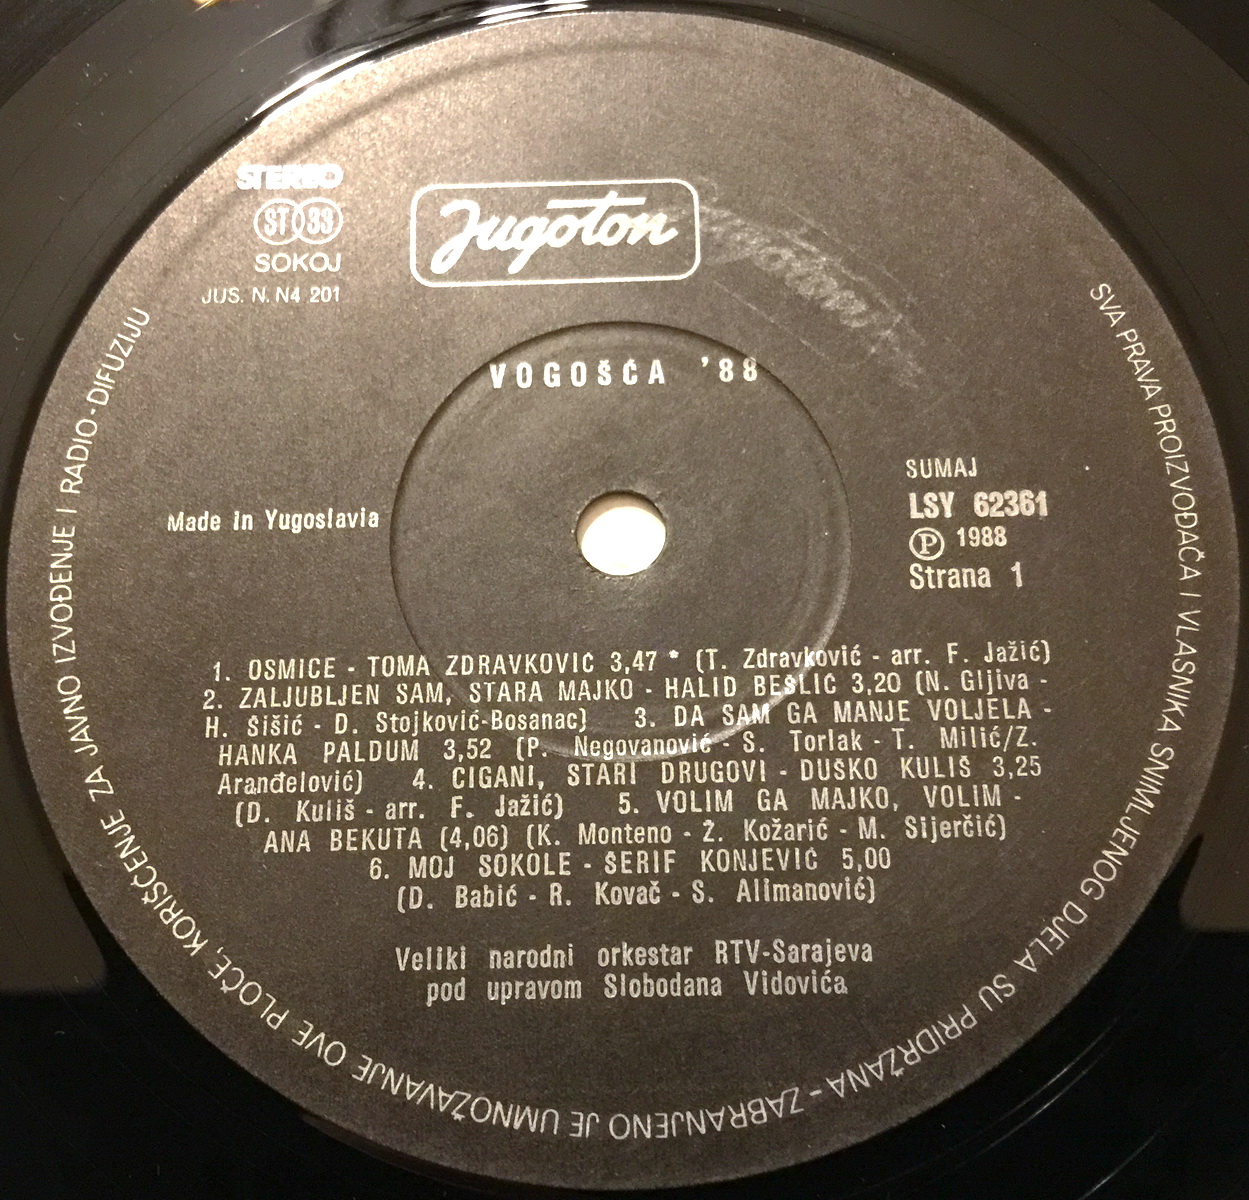 STEREO
ST 33
SOKOJ
JUS. N. N4 201
Jugoton
VOGOŠĆA '88
Made in Yugoslavia
SUMAJ
LSY 62361
Ⓟ 1988
Strana 1
1. OSMICE - TOMA ZDRAVKOVIĆ 3,47 * (T. Zdravković - arr. F. Jažić)
2. ZALJUBLJEN SAM, STARA MAJKO - HALID BEŠLIĆ 3,20 (N. Gljiva -
H. Šišić - D. Stojković-Bosanac) 3. DA SAM GA MANJE VOLJELA -
HANKA PALDUM 3,52 (P. Negovanović - S. Torlak - T. Milić/Z.
Aranđelović) 4. CIGANI, STARI DRUGOVI - DUŠKO KULIŠ 3,25
(D. Kuliš - arr. F. Jažić) 5. VOLIM GA MAJKO, VOLIM -
ANA BEKUTA (4,06) (K. Monteno - Ž. Kožarić - M. Sijerčić)
6. MOJ SOKOLE - ŠERIF KONJEVIĆ 5,00
(D. Babić - R. Kovač - S. Alimanović)
Veliki narodni orkestar RTV-Sarajeva
pod upravom Slobodana Vidovića
SVA PRAVA PROIZVOĐAČA I VLASNIKA SNIMLJENOG DJELA SU PRIDRŽANA - ZABRANJENO JE UMNOŽAVANJE OVE PLOČE, KORIŠĆENJE ZA JAVNO IZVOĐENJE I RADIO-DIFUZIJU